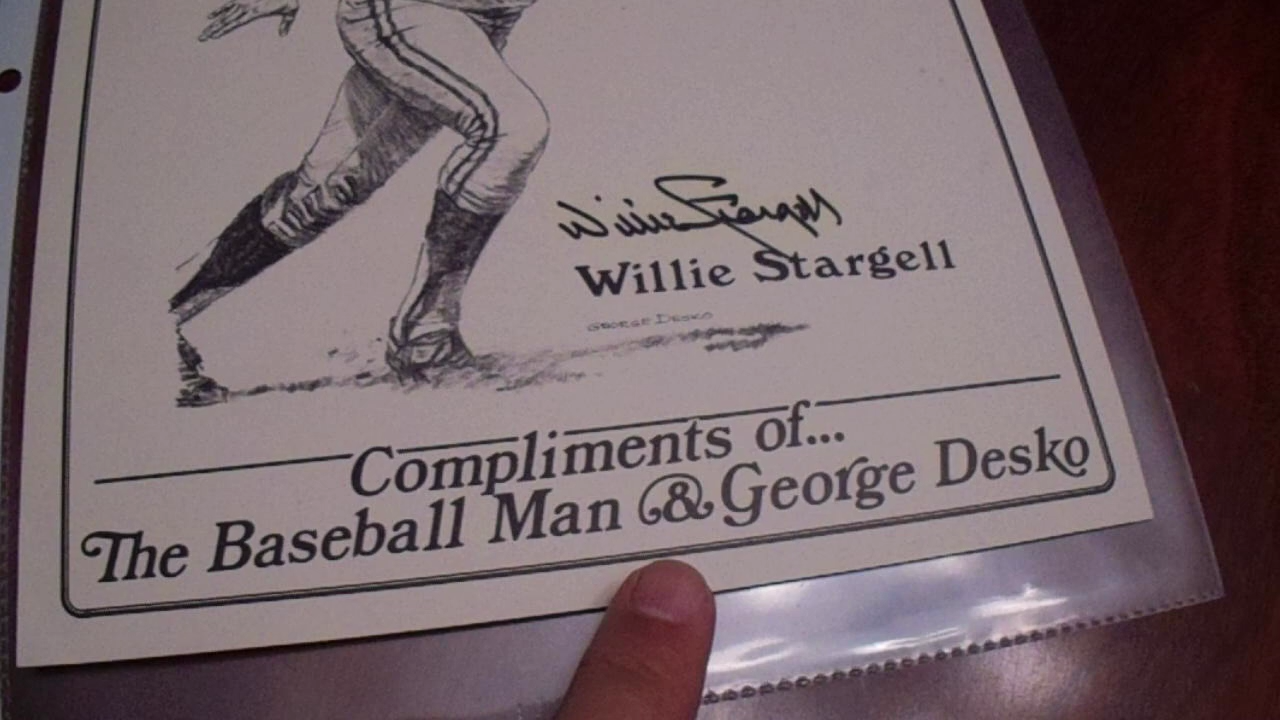 Willie Stargell
Willie Stargell
GEORGE DESKO
Compliments of...
The Baseball Man & George Desko